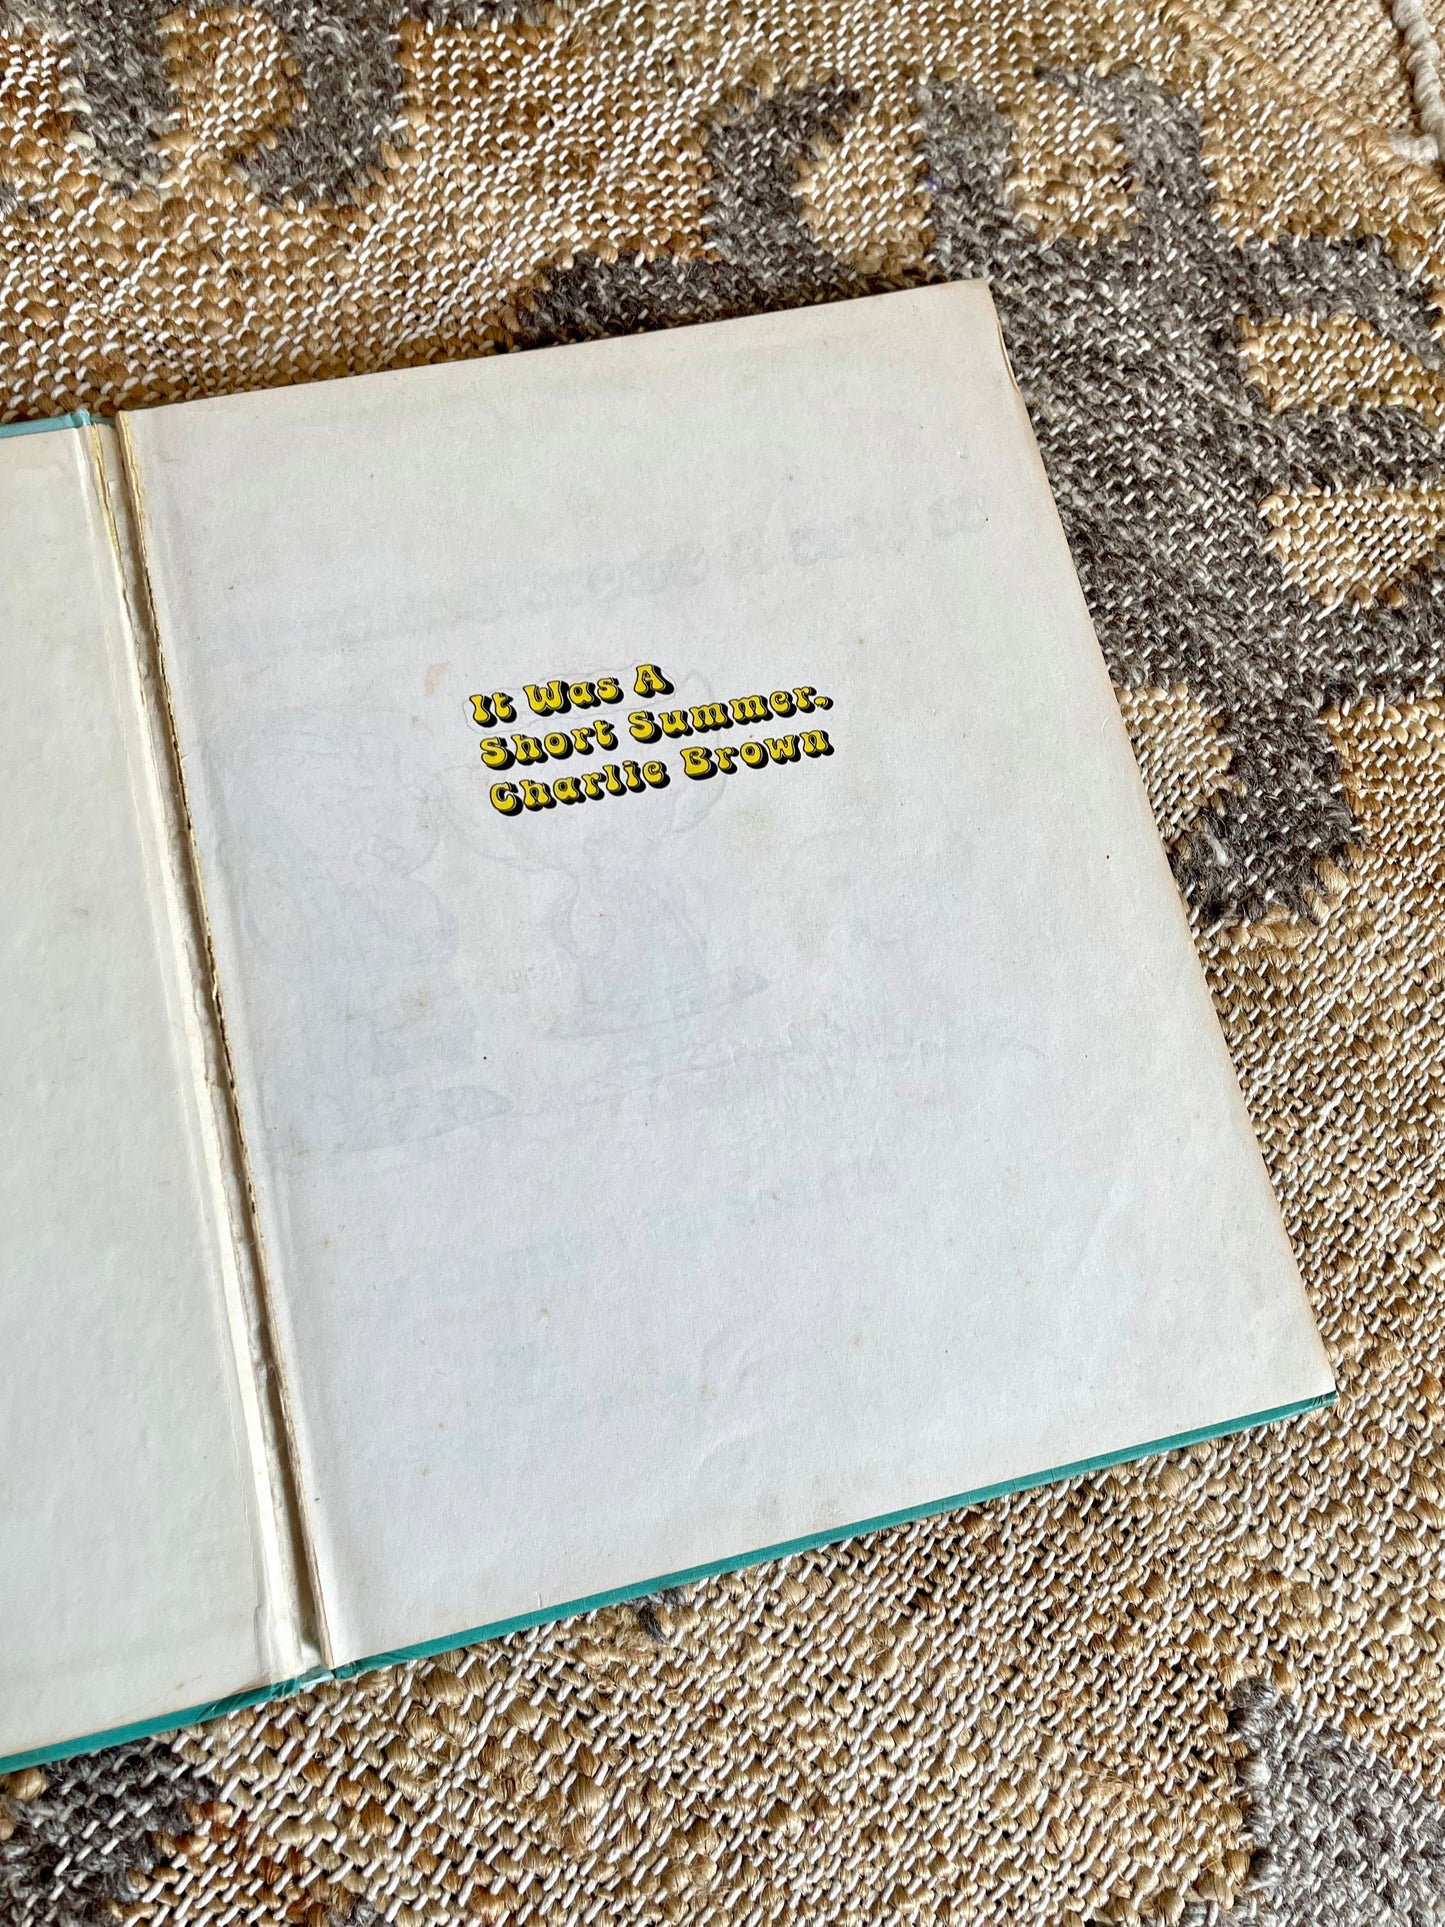 It Was A
Short Summer,
Charlie Brown